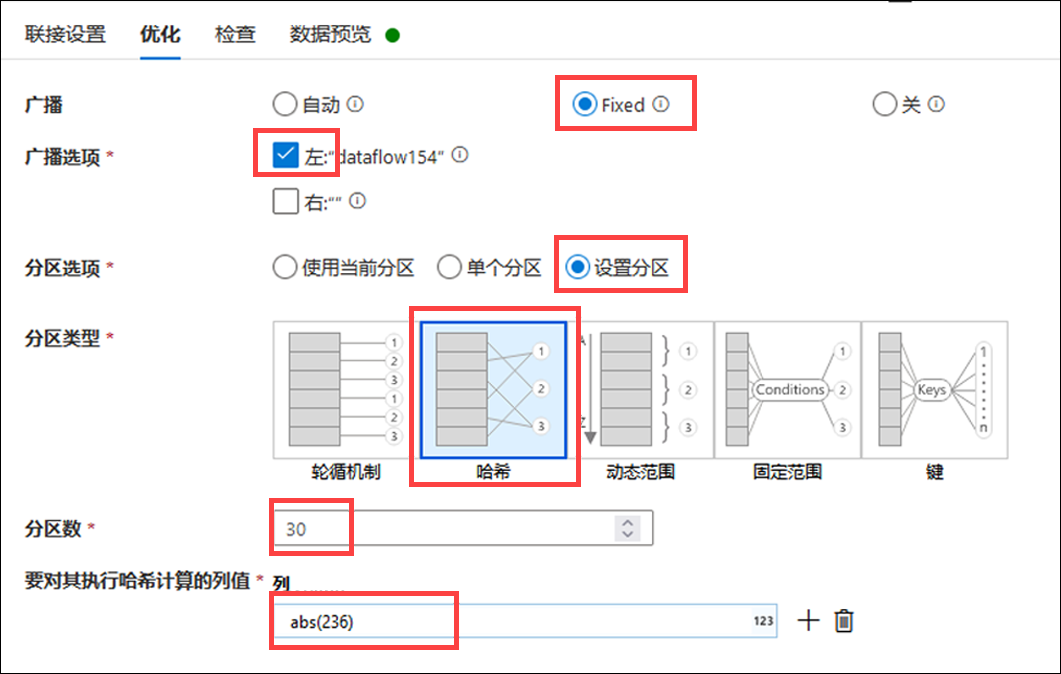 联接设置 优化 检查 数据预览
广播 自动 Fixed 关
广播选项 * 左:"dataflow154"
右:""
分区选项 * 使用当前分区 单个分区 设置分区
分区类型 *
1 2 3 1 2 3
1 2 3
A Z 1 2 3
Conditions 1 2 3
Keys 1 n
轮循机制 哈希 动态范围 固定范围 键
分区数 * 30
要对其执行哈希计算的列值 * 列
abs(236) 123